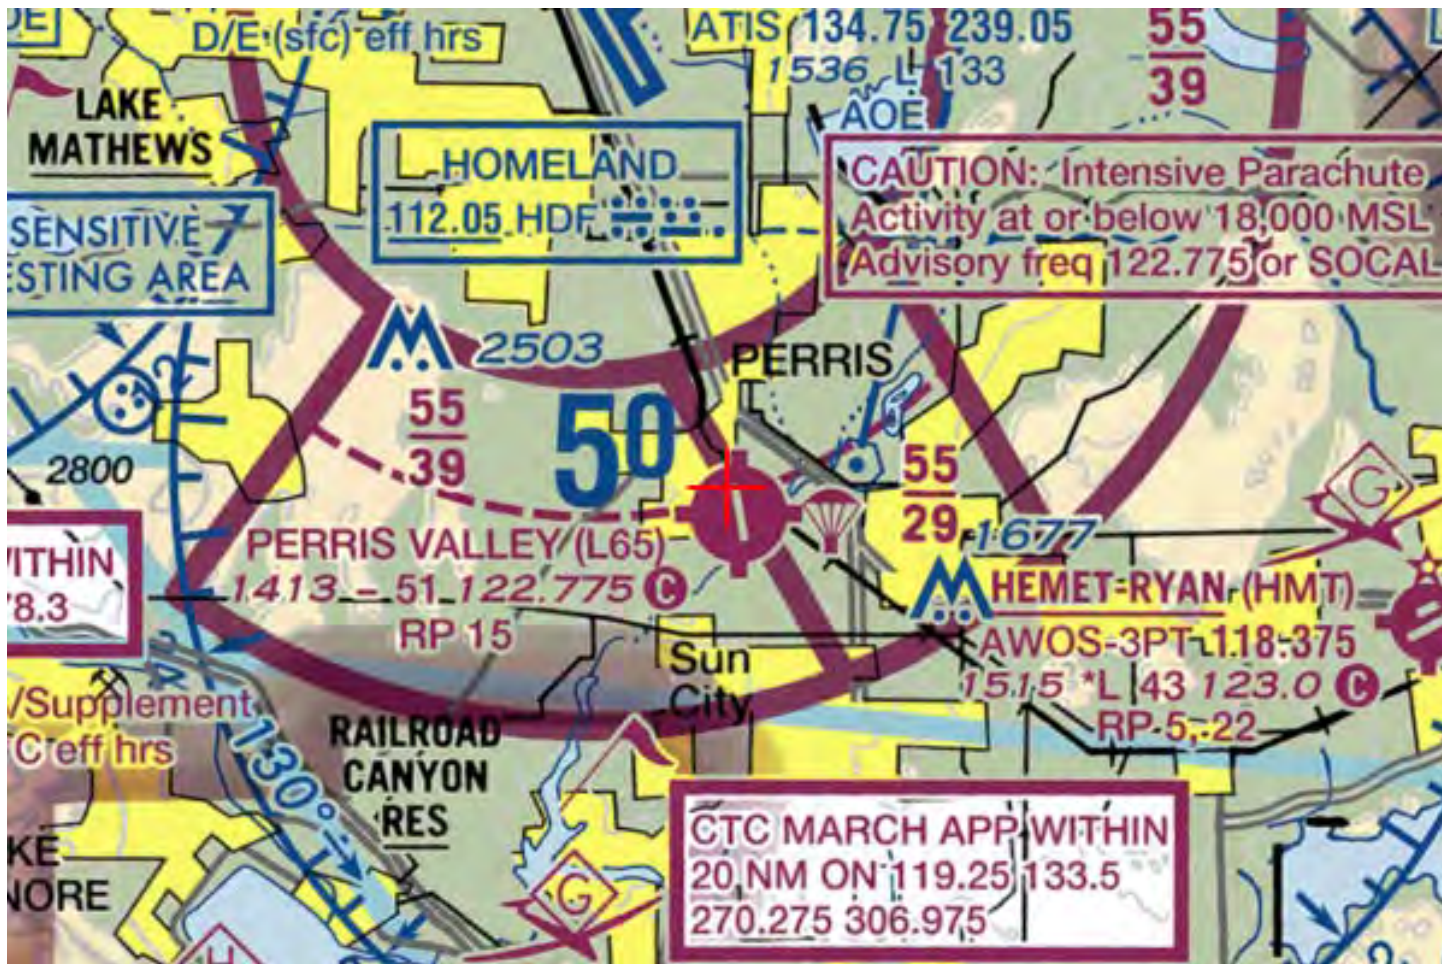 D/E (sfc) eff hrs
ATIS 134.75 239.05
1536 L 133
AOE
55
39
LAKE
MATHEWS
HOMELAND
112.05 HDF
CAUTION: Intensive Parachute
Activity at or below 18,000 MSL
Advisory freq 122.775 or SOCAL
SENSITIVE
ESTING AREA
2503
PERRIS
55
39
50
2800
55
29
1677
G
ITHIN
78.3
PERRIS VALLEY (L65)
1413 - 51 122.775 C
RP 15
HEMET-RYAN (HMT)
AWOS-3PT 118.375
1515 *L 43 123.0 C
RP 5, 22
Sun
City
/Supplement
C eff hrs
130°
RAILROAD
CANYON
RES
CTC MARCH APP WITHIN
20 NM ON 119.25 133.5
270.275 306.975
KE
NORE
G
H